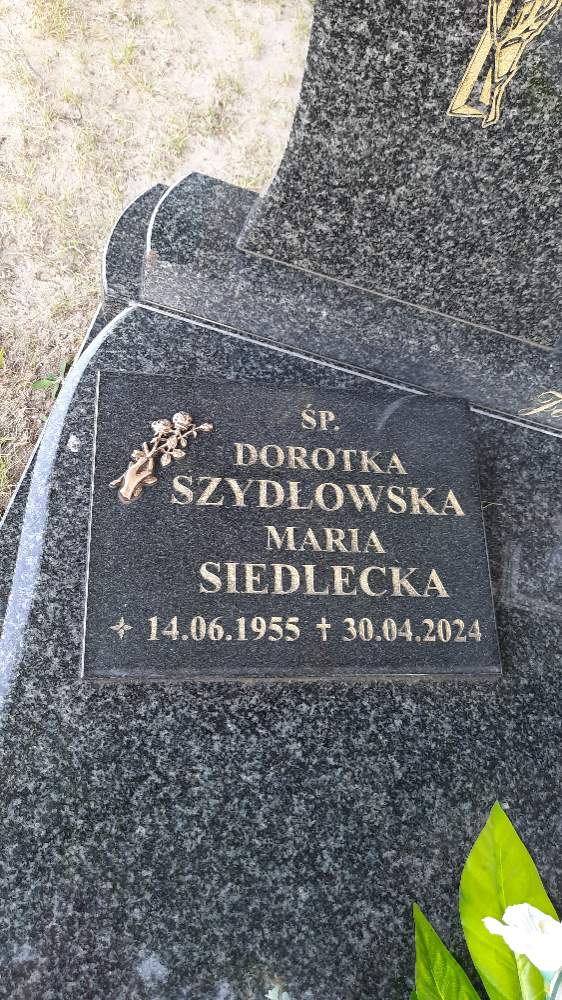 ŚP.
DOROTKA
SZYDŁOWSKA
MARIA
SIEDLECKA
14.06.1955 † 30.04.2024